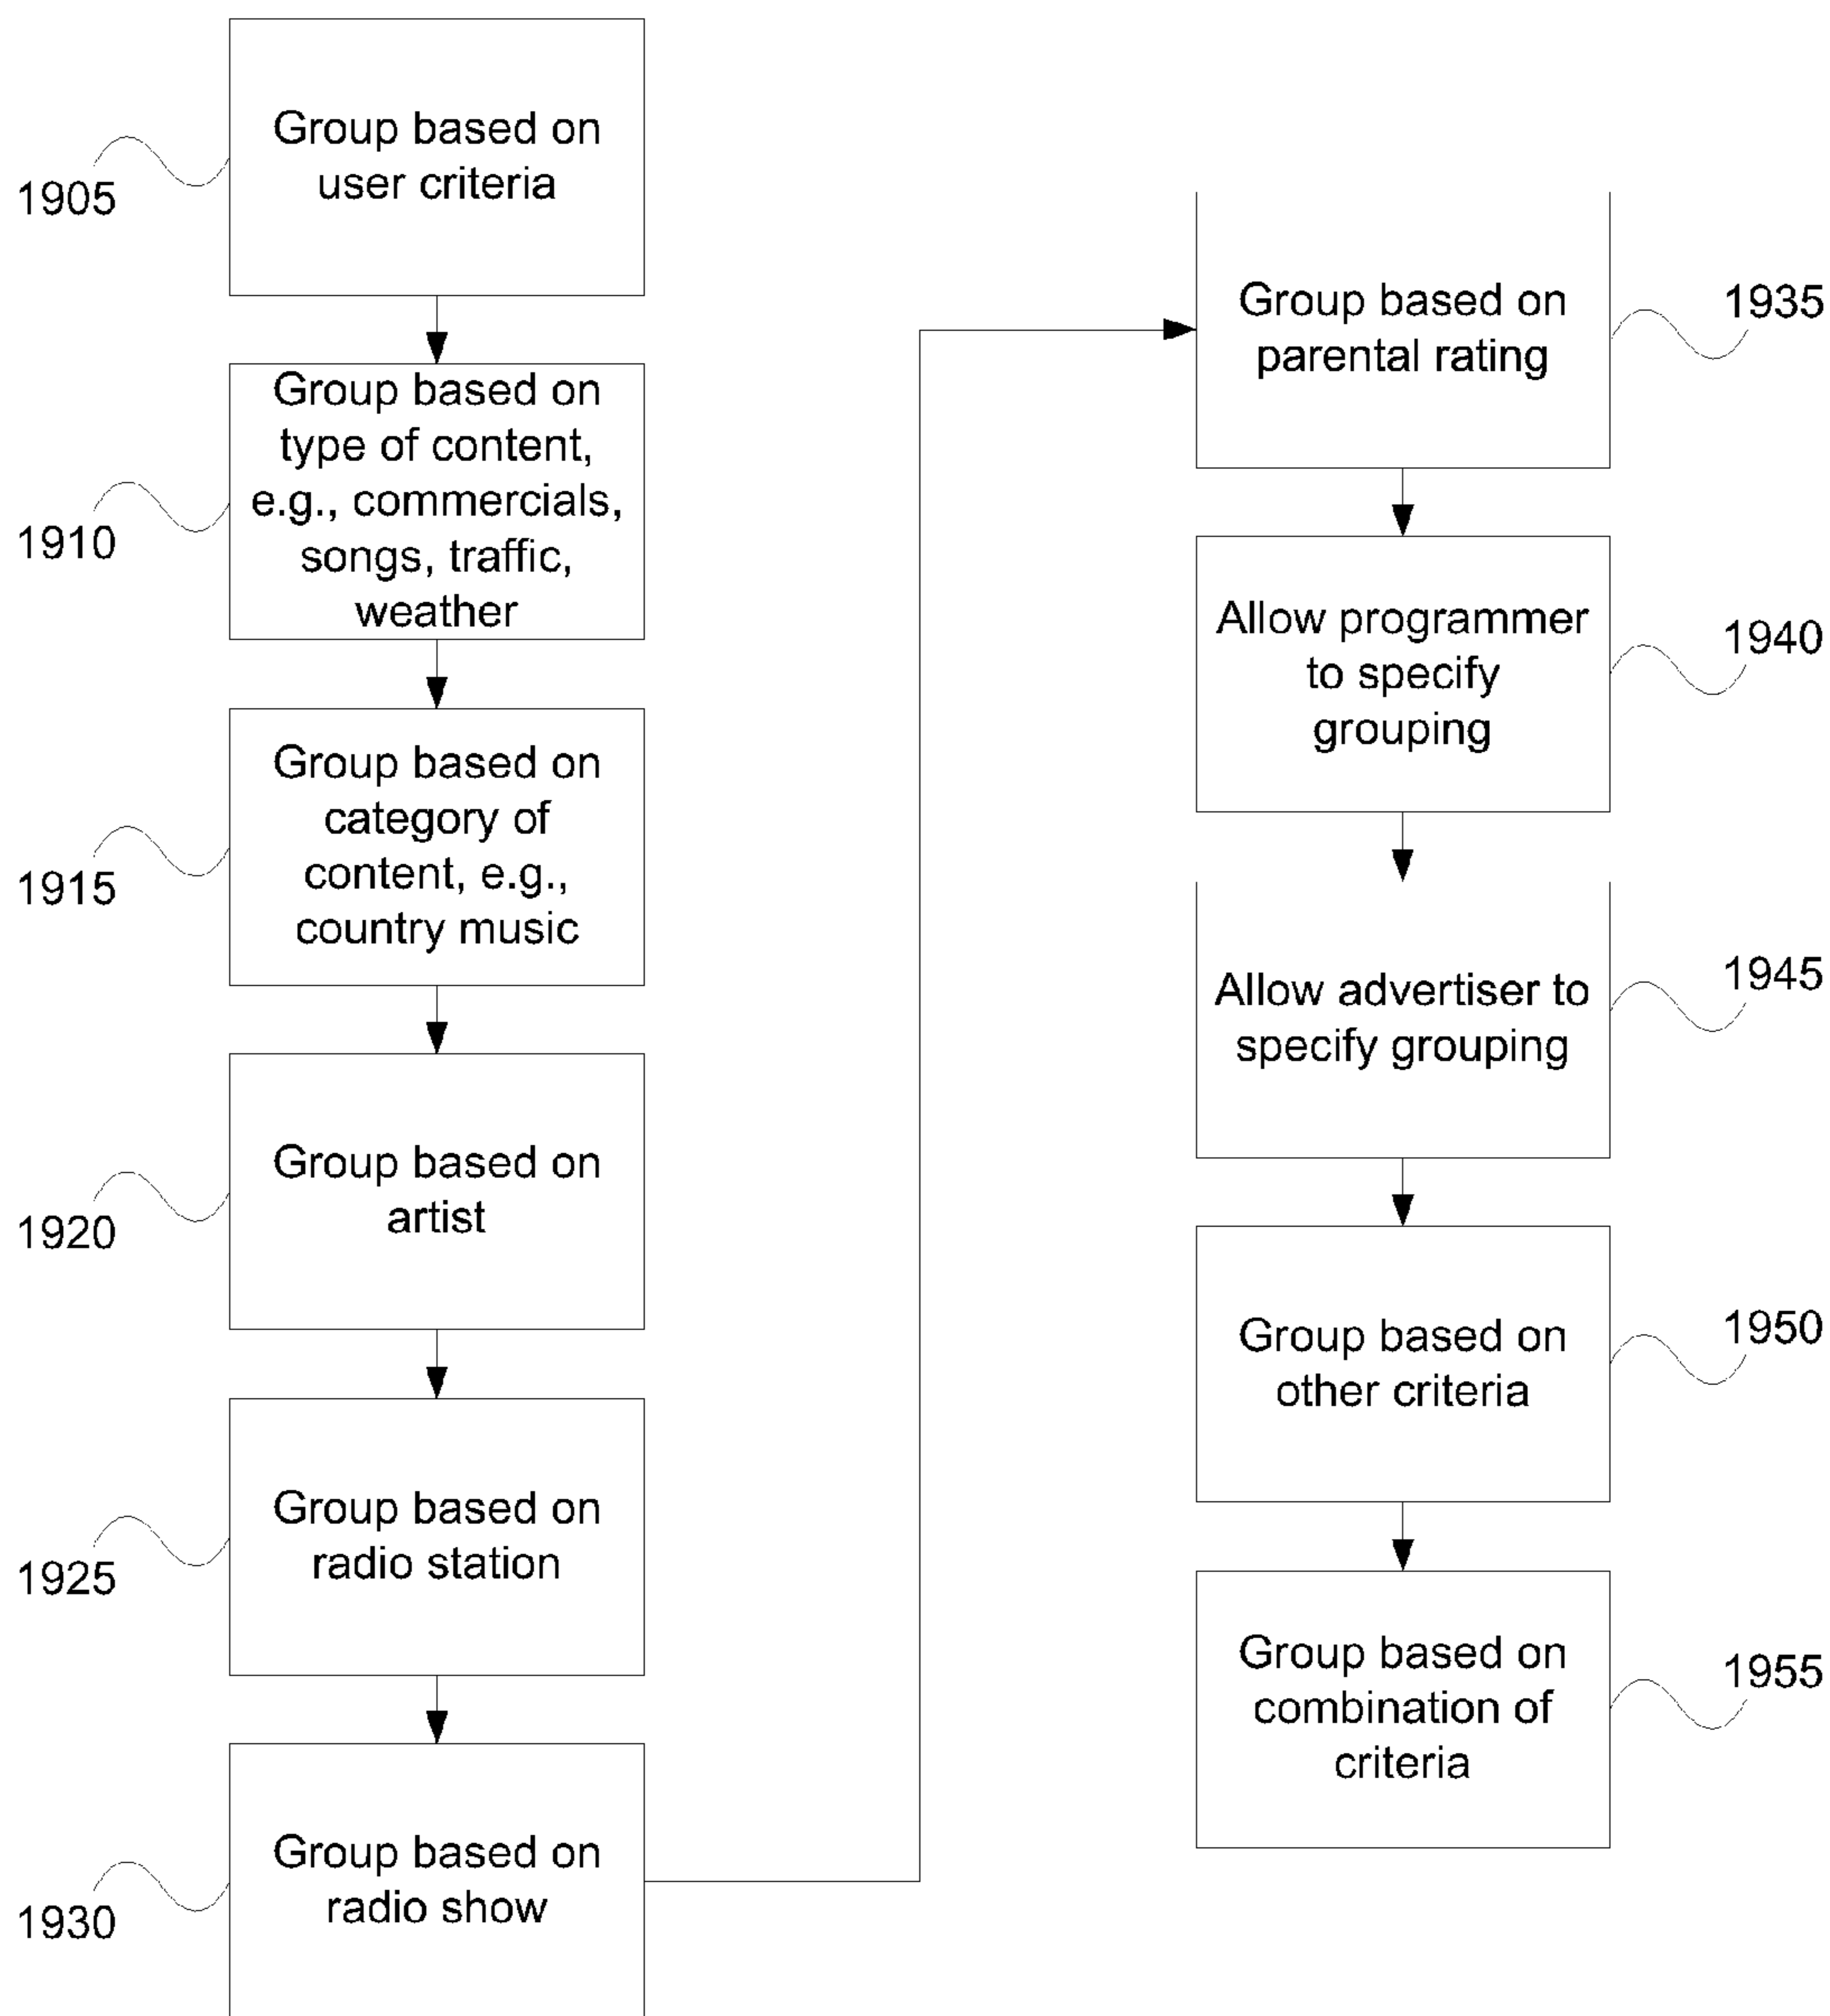 Group based on
user criteria
1905
Group based on
type of content,
e.g., commercials,
songs, traffic,
weather
1910
Group based on
category of
content, e.g.,
country music
1915
Group based on
artist
1920
Group based on
radio station
1925
Group based on
radio show
1930
Group based on
parental rating
1935
Allow programmer
to specify
grouping
1940
Allow advertiser to
specify grouping
1945
Group based on
other criteria
1950
Group based on
combination of
criteria
1955